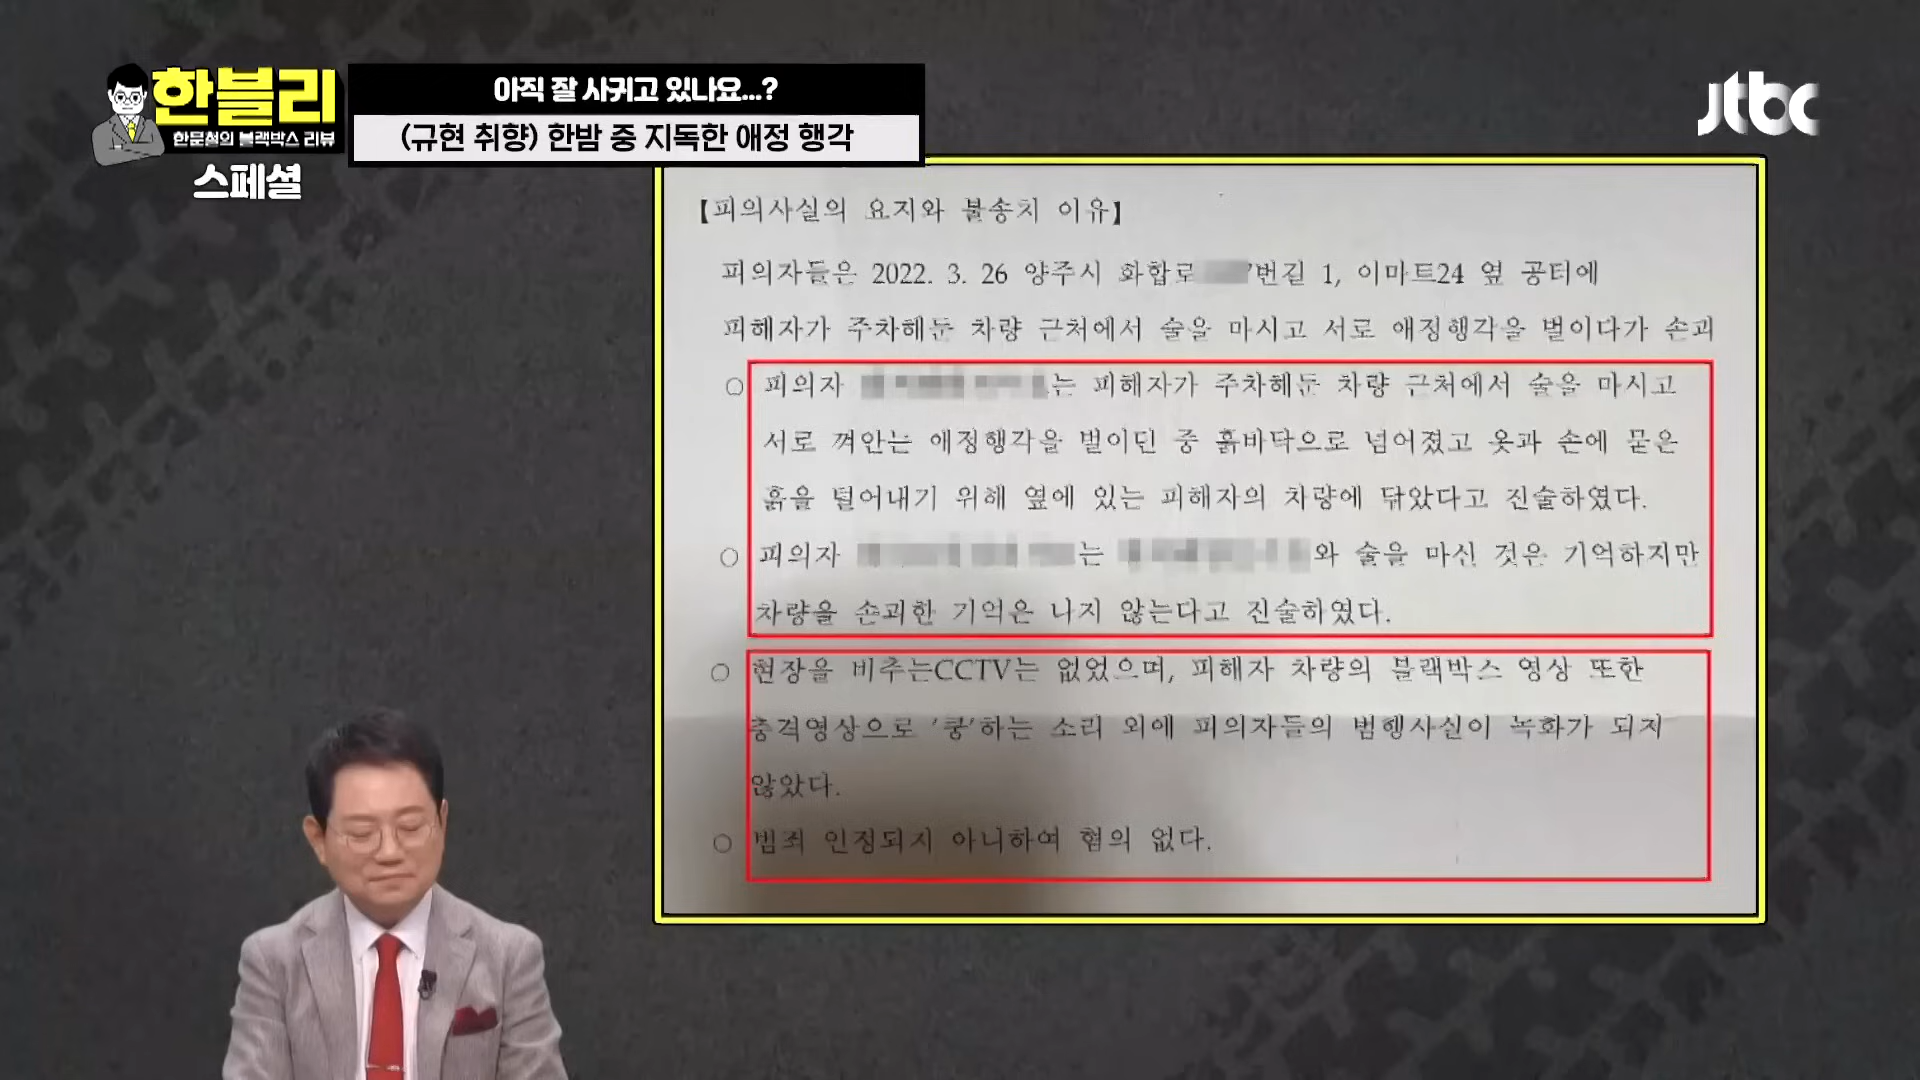 한블리
한문철의 블랙박스 리뷰
스페셜
아직 잘 사귀고 있나요...?
(규현 취향) 한밤 중 지독한 애정 행각
jtbc
【피의사실의 요지와 불송치 이유】
피의자들은 2022. 3. 26 양주시 화합로 번길 1, 이마트24 옆 공터에
피해자가 주차해둔 차량 근처에서 술을 마시고 서로 애정행각을 벌이다가 손괴
○ 피의자 는 피해자가 주차해둔 차량 근처에서 술을 마시고
서로 껴안는 애정행각을 벌이던 중 흙바닥으로 넘어졌고 옷과 손에 묻은
흙을 털어내기 위해 옆에 있는 피해자의 차량에 닦았다고 진술하였다.
○ 피의자 는 와 술을 마신 것은 기억하지만
차량을 손괴한 기억은 나지 않는다고 진술하였다.
○ 현장을 비추는CCTV는 없었으며, 피해자 차량의 블랙박스 영상 또한
충격영상으로 '쿵'하는 소리 외에 피의자들의 범행사실이 녹화가 되지
않았다.
○ 범죄 인정되지 아니하여 혐의 없다.